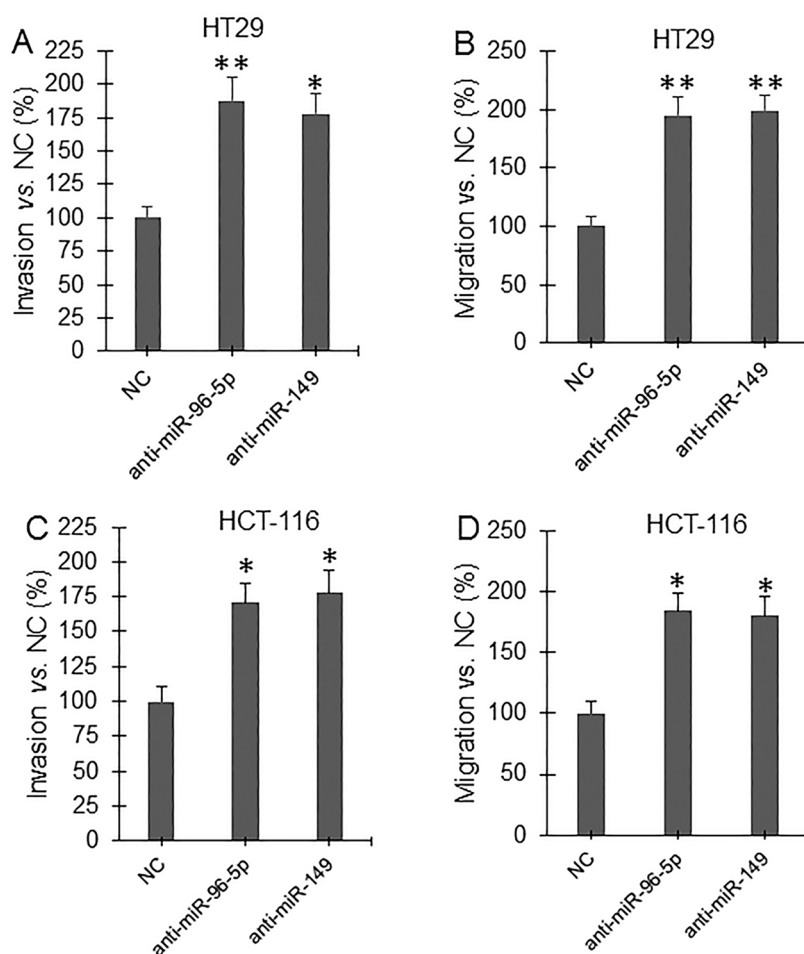 A
HT29
Invasion vs. NC (%)
225
200
175
150
125
100
75
50
25
0
**
*
NC
anti-miR-96-5p
anti-miR-149
B
HT29
Migration vs. NC (%)
250
200
150
100
50
0
**
**
NC
anti-miR-96-5p
anti-miR-149
C
HCT-116
Invasion vs. NC (%)
225
200
175
150
125
100
75
50
25
0
*
*
NC
anti-miR-96-5p
anti-miR-149
D
HCT-116
Migration vs. NC (%)
250
200
150
100
50
0
*
*
NC
anti-miR-96-5p
anti-miR-149